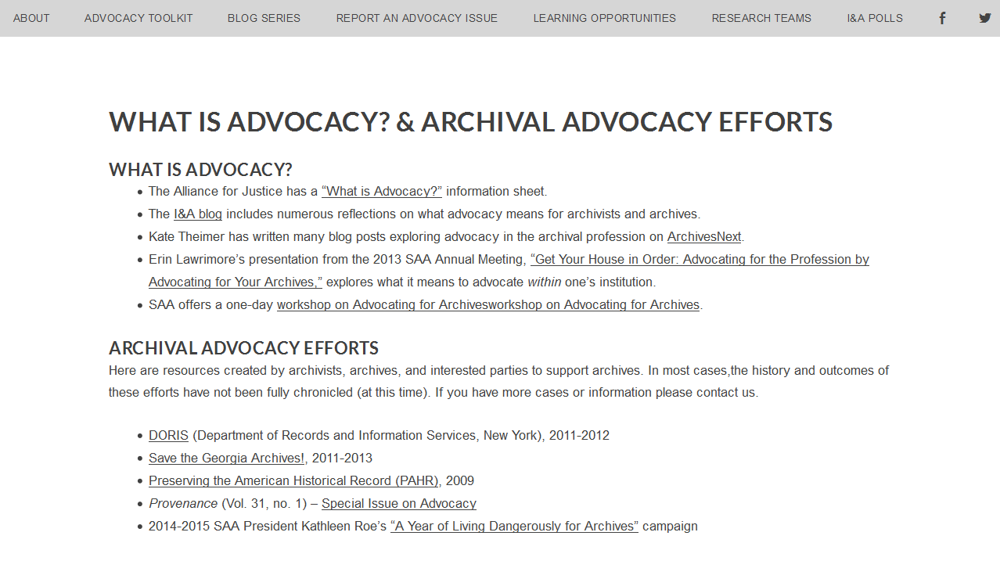 ABOUT ADVOCACY TOOLKIT BLOG SERIES REPORT AN ADVOCACY ISSUE LEARNING OPPORTUNITIES RESEARCH TEAMS I&A POLLS
WHAT IS ADVOCACY? & ARCHIVAL ADVOCACY EFFORTS
WHAT IS ADVOCACY?
• The Alliance for Justice has a “What is Advocacy?” information sheet.
• The I&A blog includes numerous reflections on what advocacy means for archivists and archives.
• Kate Theimer has written many blog posts exploring advocacy in the archival profession on ArchivesNext.
• Erin Lawrimore’s presentation from the 2013 SAA Annual Meeting, “Get Your House in Order: Advocating for the Profession by
Advocating for Your Archives,” explores what it means to advocate within one’s institution.
• SAA offers a one-day workshop on Advocating for Archivesworkshop on Advocating for Archives.
ARCHIVAL ADVOCACY EFFORTS
Here are resources created by archivists, archives, and interested parties to support archives. In most cases,the history and outcomes of
these efforts have not been fully chronicled (at this time). If you have more cases or information please contact us.
• DORIS (Department of Records and Information Services, New York), 2011-2012
• Save the Georgia Archives!, 2011-2013
• Preserving the American Historical Record (PAHR), 2009
• Provenance (Vol. 31, no. 1) – Special Issue on Advocacy
• 2014-2015 SAA President Kathleen Roe’s “A Year of Living Dangerously for Archives” campaign